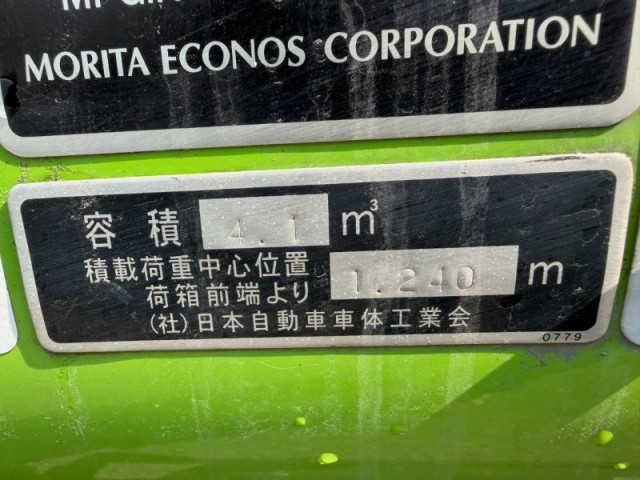 MORITA ECONOS CORPORATION
容積 4.1 m³
積載荷重中心位置
荷箱前端より 1.240 m
(社)日本自動車車体工業会
0779